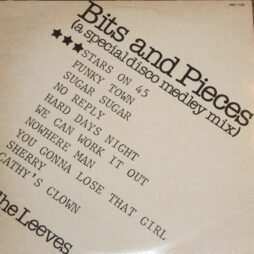 Bits and Pieces
(a special disco medley mix)
★★★STARS ON 45
FUNKY TOWN
SUGAR SUGAR
NO REPLY
HARD DAYS NIGHT
WE CAN WORK IT OUT
NOWHERE MAN
YOU GONNA LOSE THAT GIRL
SHERRY
CATHY'S CLOWN
The Leeves